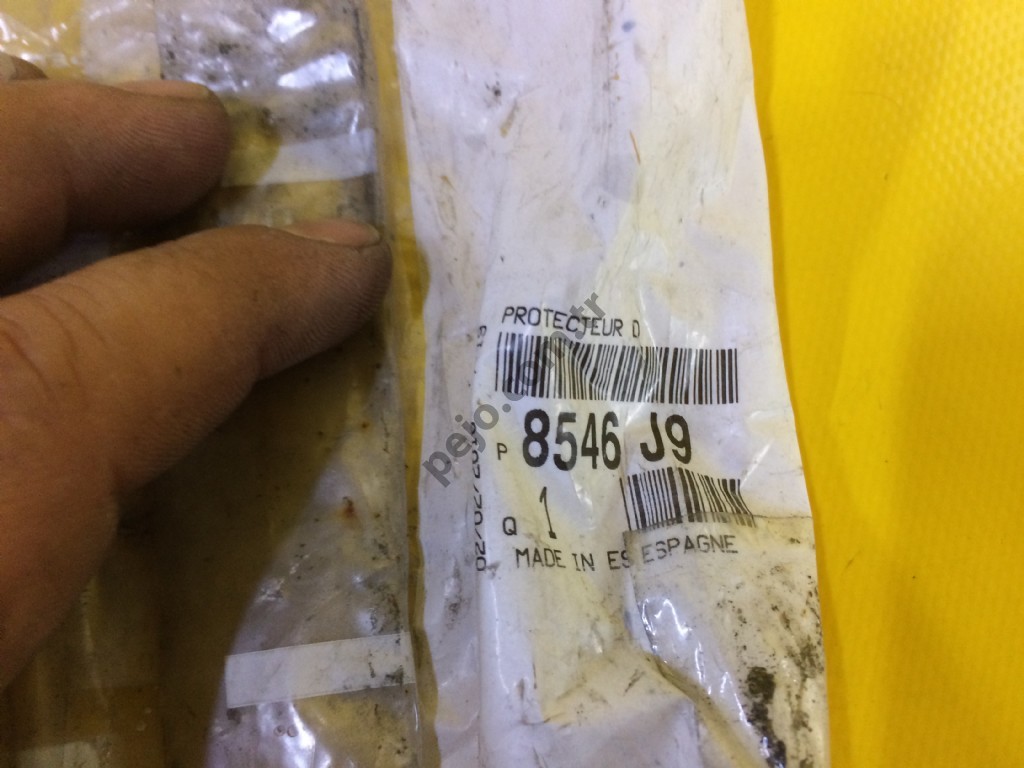 PROTECTEUR D
P 8546 J9
Q 1
MADE IN ES ESPAGNE
pejo.com.tr